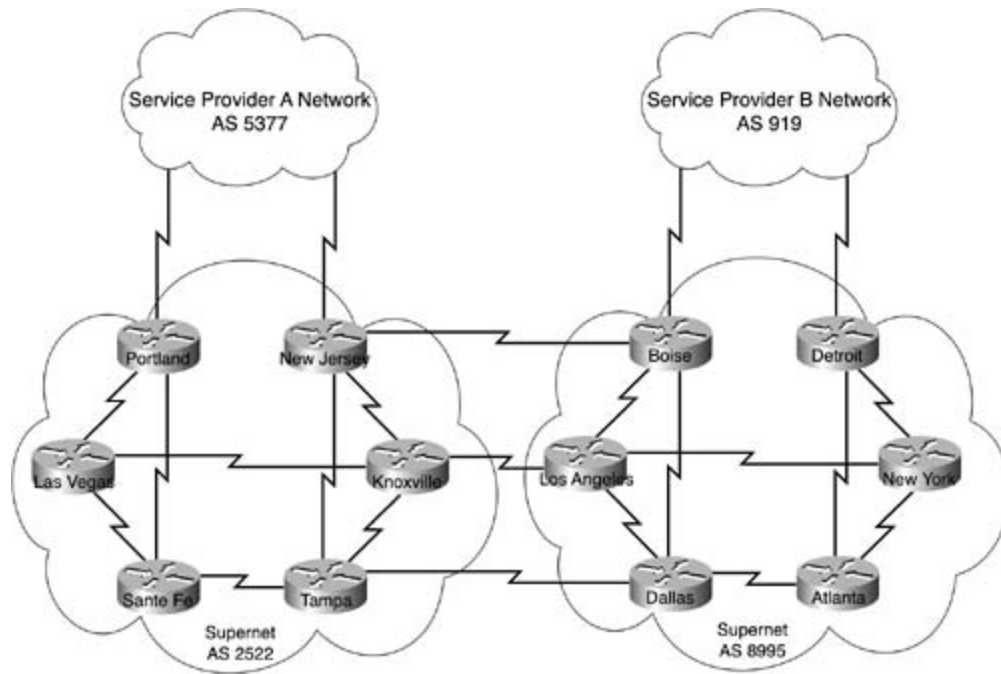 Service Provider A Network
AS 5377
Service Provider B Network
AS 919
Portland
New Jersey
Boise
Detroit
Las Vegas
Knoxville
Los Angeles
New York
Sante Fe
Tampa
Dallas
Atlanta
Supernet
AS 2522
Supernet
AS 8995